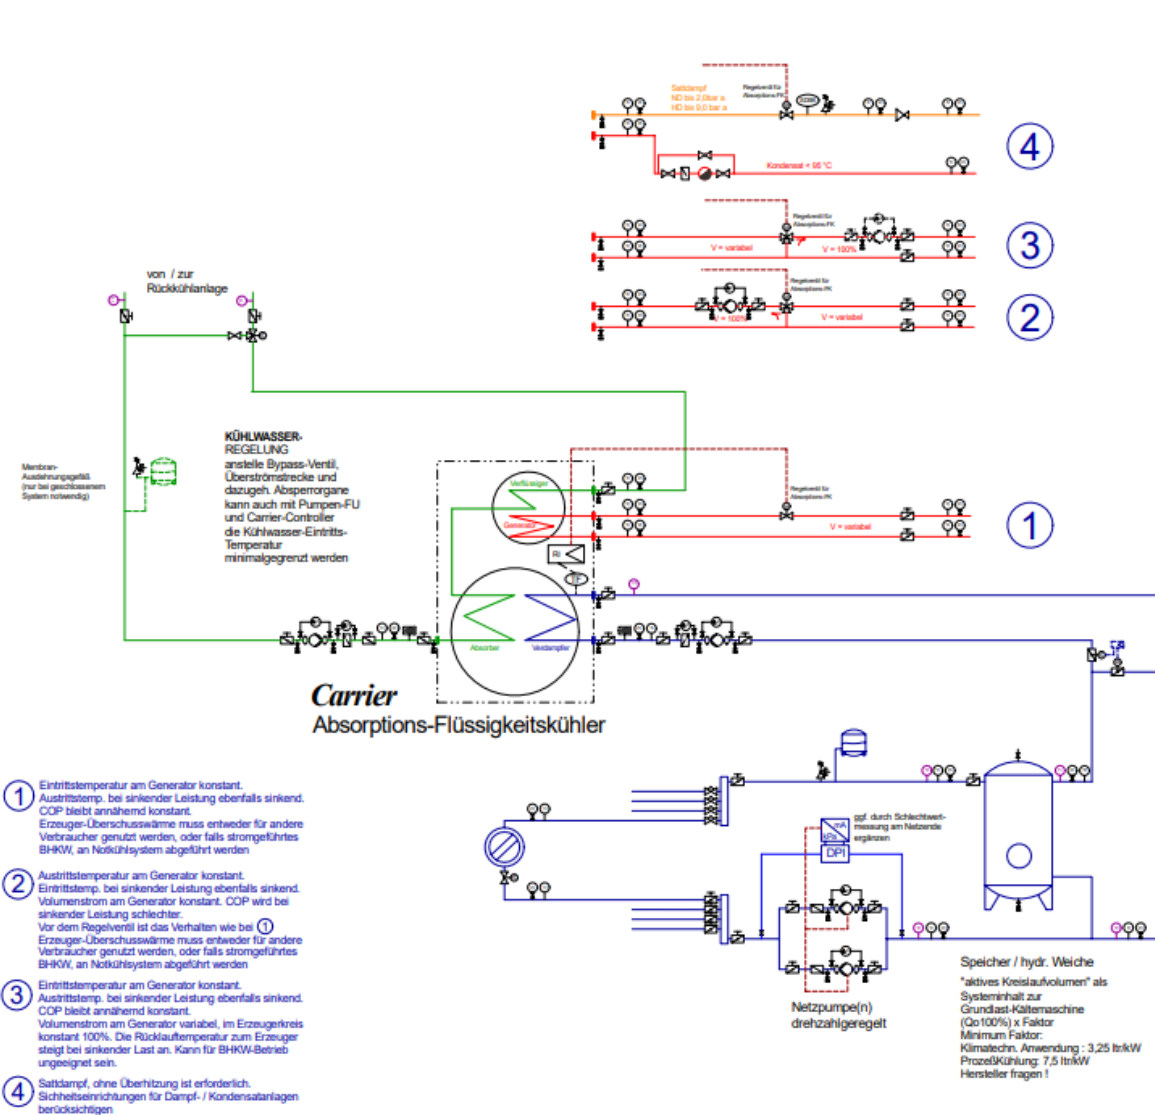 Sattdampf
ND bis 2,0bar a
HD bis 9,0 bar a
Regelventil für
Absorptions-FK
Kondensat < 95 °C
4
Regelventil für
Absorptions-FK
V = variabel
V = 100%
3
Regelventil für
Absorptions-FK
V = 100%
V = variabel
2
von / zur
Rückkühlanlage
KÜHLWASSER-
REGELUNG
anstelle Bypass-Ventil,
Überströmstrecke und
dazugeh. Absperrorgane
kann auch mit Pumpen-FU
und Carrier-Controller
die Kühlwasser-Eintritts-
Temperatur
minimalgegrenzt werden
Membran-
Ausdehnungsgefäß
(nur bei geschlossenem
System notwendig)
Verflüssiger
Generator
Regelventil für
Absorptions-FK
V = variabel
1
RI
TF
Absorber
Verdampfer
Carrier
Absorptions-Flüssigkeitskühler
1
Eintrittstemperatur am Generator konstant.
Austrittstemp. bei sinkender Leistung ebenfalls sinkend.
COP bleibt annähernd konstant.
Erzeuger-Überschusswärme muss entweder für andere
Verbraucher genutzt werden, oder falls stromgeführtes
BHKW, an Notkühlsystem abgeführt werden
2
Austrittstemperatur am Generator konstant.
Eintrittstemp. bei sinkender Leistung ebenfalls sinkend.
Volumenstrom am Generator konstant. COP wird bei
sinkender Leistung schlechter.
Vor dem Regelventil ist das Verhalten wie bei 1
Erzeuger-Überschusswärme muss entweder für andere
Verbraucher genutzt werden, oder falls stromgeführtes
BHKW, an Notkühlsystem abgeführt werden
3
Eintrittstemperatur am Generator konstant.
Austrittstemp. bei sinkender Leistung ebenfalls sinkend.
COP bleibt annähernd konstant.
Volumenstrom am Generator variabel, im Erzeugerkreis
konstant 100%. Die Rücklauftemperatur zum Erzeuger
steigt bei sinkender Last an. Kann für BHKW-Betrieb
ungeeignet sein.
4
Sattdampf, ohne Überhitzung ist erforderlich.
Sichheitseinrichtungen für Dampf- / Kondensatanlagen
berücksichtigen
mA
kPa
DPI
ggf. durch Schlechtwert-
messung am Netzende
ergänzen
Netzpumpe(n)
drehzahlgeregelt
Speicher / hydr. Weiche
"aktives Kreislaufvolumen" als
Systeminhalt zur
Grundlast-Kältemaschine
(Qo100%) x Faktor
Minimum Faktor:
Klimatechn. Anwendung : 3,25 ltr/kW
ProzeßKühlung: 7,5 ltr/kW
Hersteller fragen !